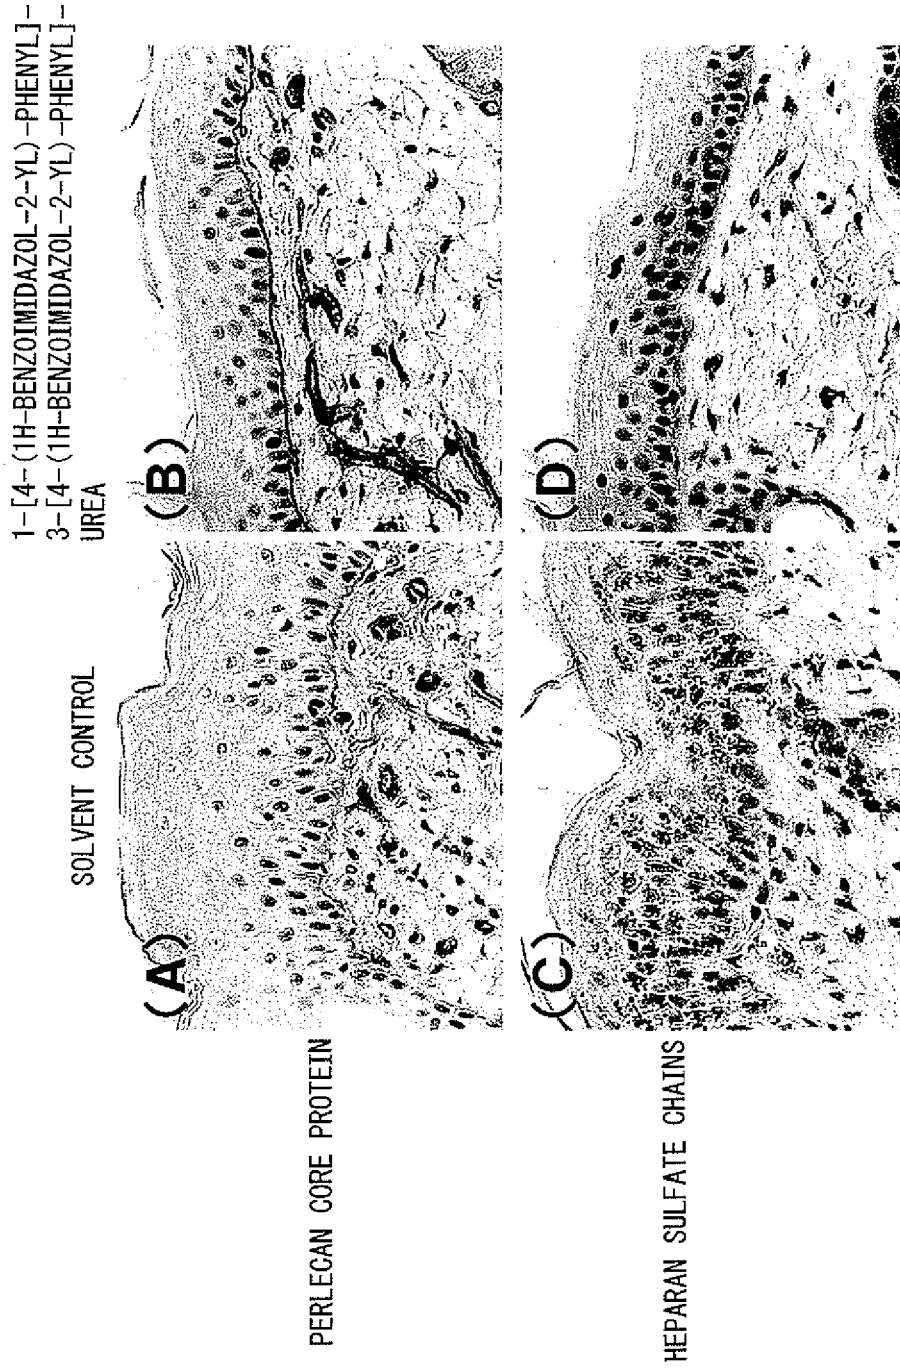 SOLVENT CONTROL
1-[4-(1H-BENZOIMIDAZOL-2-YL)-PHENYL]-
3-[4-(1H-BENZOIMIDAZOL-2-YL)-PHENYL]-
UREA
PERLECAN CORE PROTEIN
(A)
(B)
HEPARAN SULFATE CHAINS
(C)
(D)